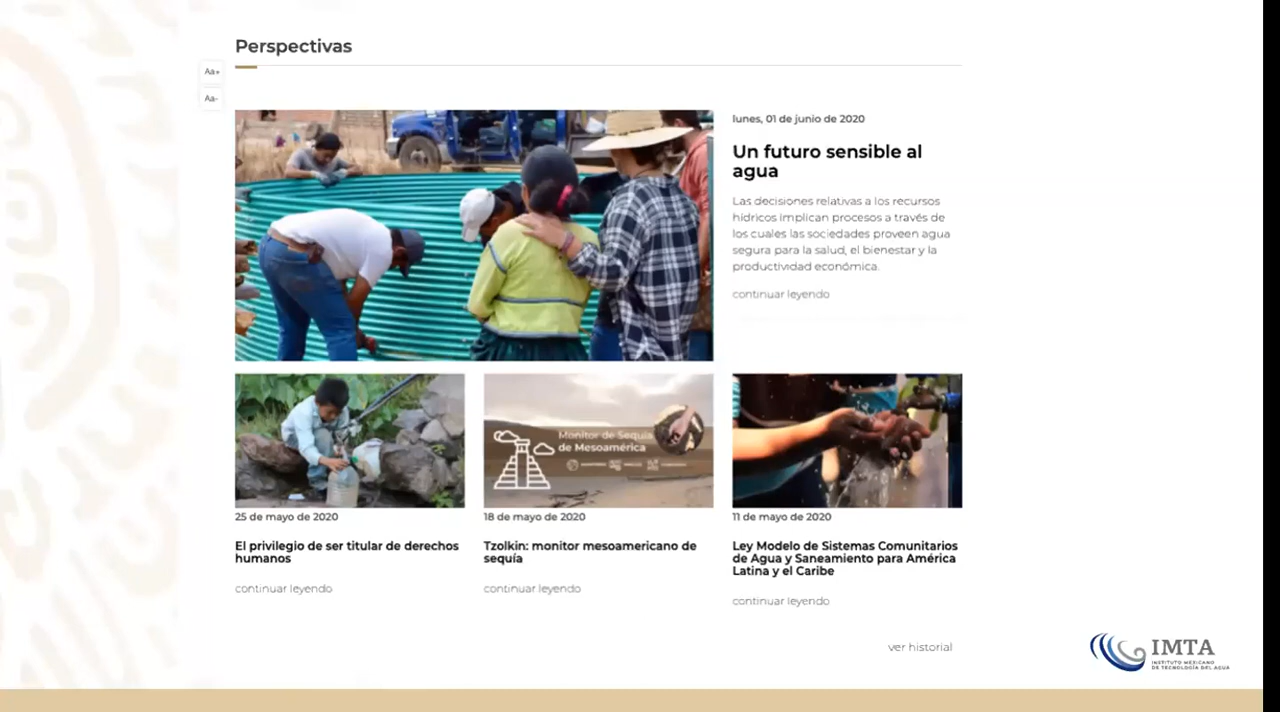 Perspectivas
Aa+
Aa-
lunes, 01 de junio de 2020
Un futuro sensible al
agua
Las decisiones relativas a los recursos
hídricos implican procesos a través de
los cuales las sociedades proveen agua
segura para la salud, el bienestar y la
productividad económica.
continuar leyendo
Monitor de Sequía
de Mesoamérica
25 de mayo de 2020
El privilegio de ser titular de derechos
humanos
continuar leyendo
18 de mayo de 2020
Tzolkin: monitor mesoamericano de
sequía
continuar leyendo
11 de mayo de 2020
Ley Modelo de Sistemas Comunitarios
de Agua y Saneamiento para América
Latina y el Caribe
continuar leyendo
ver historial
IMTA
INSTITUTO MEXICANO
DE TECNOLOGÍA DEL AGUA